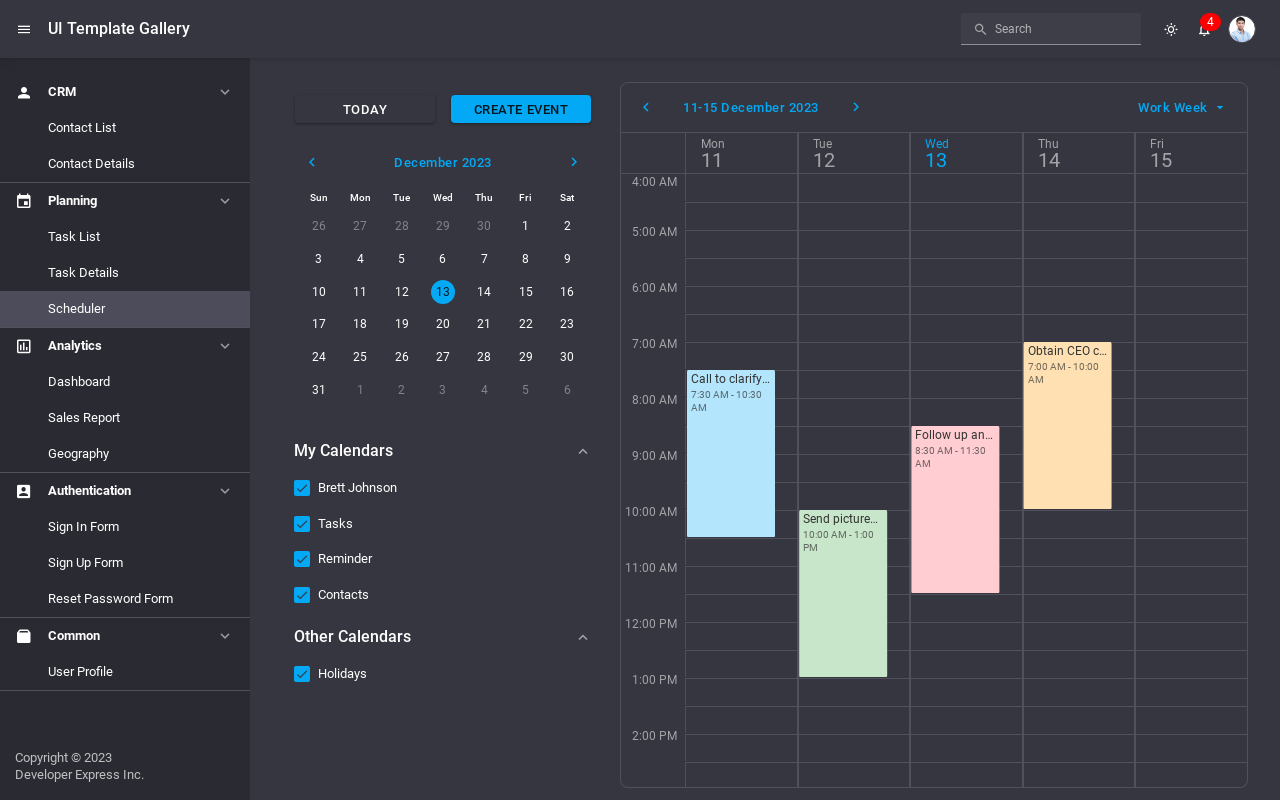 UI Template Gallery
Search
4
CRM
Contact List
Contact Details
Planning
Task List
Task Details
Scheduler
Analytics
Dashboard
Sales Report
Geography
Authentication
Sign In Form
Sign Up Form
Reset Password Form
Common
User Profile
Copyright © 2023
Developer Express Inc.
TODAY
CREATE EVENT
December 2023
Sun Mon Tue Wed Thu Fri Sat
26 27 28 29 30 1 2
3 4 5 6 7 8 9
10 11 12 13 14 15 16
17 18 19 20 21 22 23
24 25 26 27 28 29 30
31 1 2 3 4 5 6
My Calendars
Brett Johnson
Tasks
Reminder
Contacts
Other Calendars
Holidays
11-15 December 2023
Work Week
Mon Tue Wed Thu Fri
11 12 13 14 15
4:00 AM
5:00 AM
6:00 AM
7:00 AM
8:00 AM
9:00 AM
10:00 AM
11:00 AM
12:00 PM
1:00 PM
2:00 PM
Call to clarify...
7:30 AM - 10:30
AM
Send picture...
10:00 AM - 1:00
PM
Follow up an...
8:30 AM - 11:30
AM
Obtain CEO c...
7:00 AM - 10:00
AM